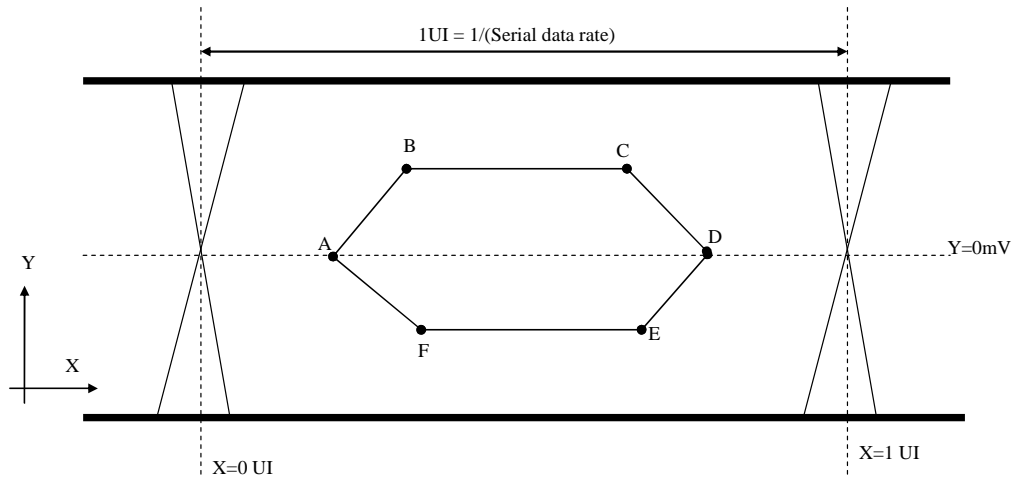 1UI = 1/(Serial data rate)
B
C
A
D
Y=0mV
Y
X
F
E
X=0 UI
X=1 UI